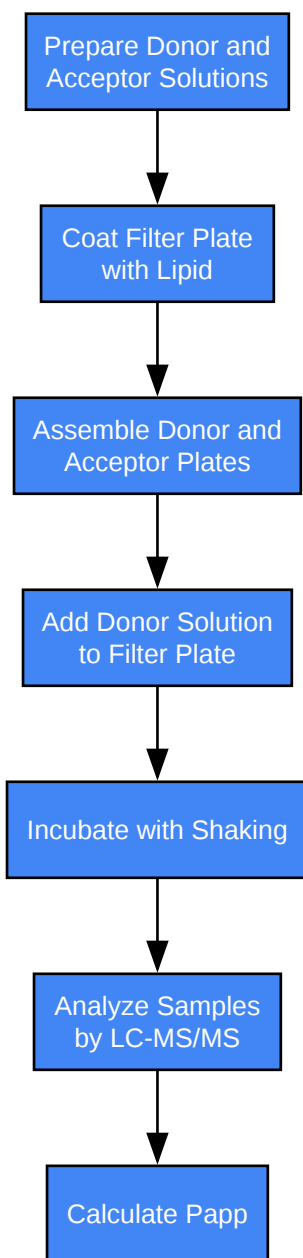 Prepare Donor and
Acceptor Solutions
Coat Filter Plate
with Lipid
Assemble Donor and
Acceptor Plates
Add Donor Solution
to Filter Plate
Incubate with Shaking
Analyze Samples
by LC-MS/MS
Calculate Papp